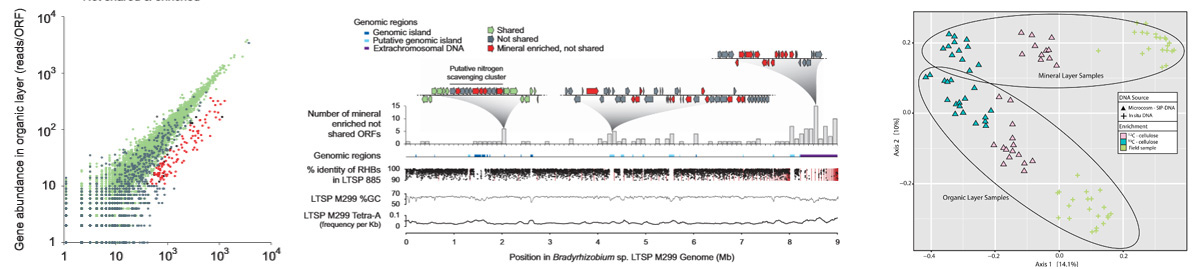 Not shared & enriched
Gene abundance in organic layer (reads/ORF)
10⁴
10³
10²
10
1
1
10
10²
10³
10⁴
Genomic regions
Genomic island
Putative genomic island
Extrachromosomal DNA
Shared
Not shared
Mineral enriched, not shared
Putative nitrogen
scavenging cluster
Number of mineral
enriched not
shared ORFs
15
10
5
0
Genomic regions
% identity of RHBs
in LTSP 885
100
90
LTSP M299 %GC
70
50
LTSP M299 Tetra-A
(frequency per Kb)
0.1
0
0 1 2 3 4 5 6 7 8 9
Position in Bradyrhizobium sp. LTSP M299 Genome (Mb)
Axis 2 [10%]
0.2
0.0
−0.2
−0.4
−0.2
0.0
0.2
Axis 1 [14.1%]
Mineral Layer Samples
Organic Layer Samples
DNA Source
Microcosm - SIP-DNA
In situ DNA
Enrichment
¹²C - cellulose
¹³C - cellulose
Field sample